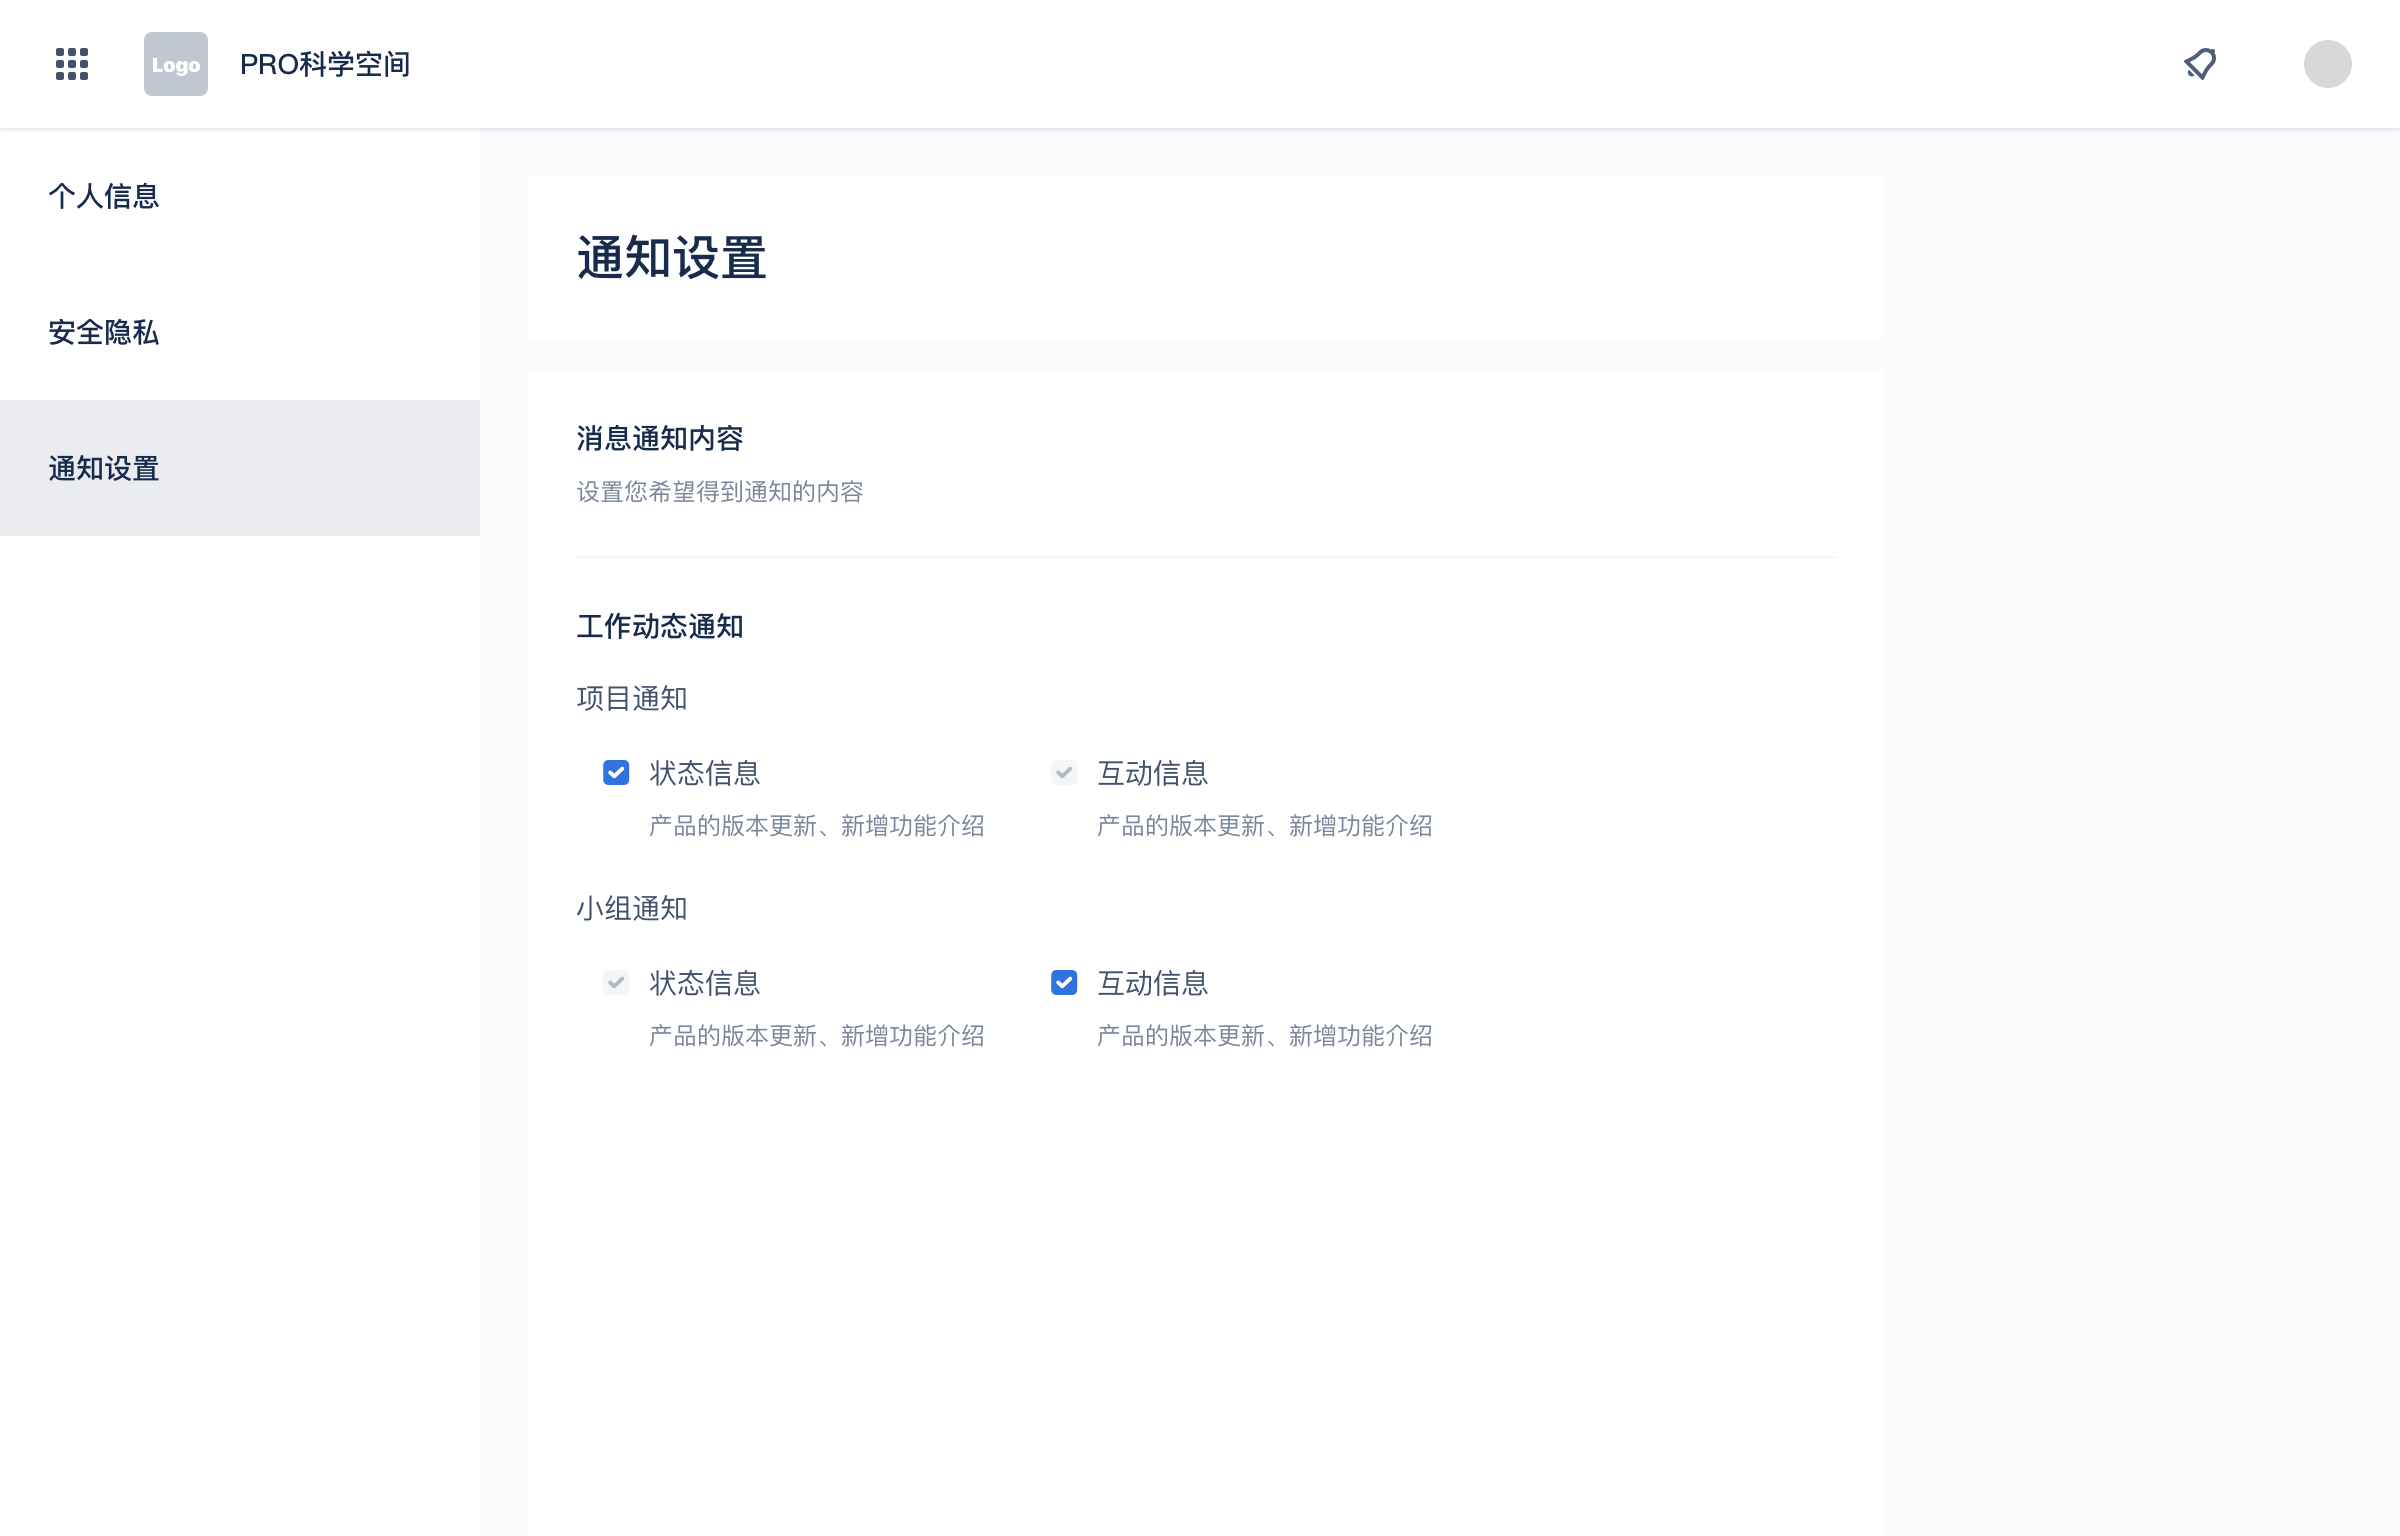 Logo
PRO科学空间
个人信息
安全隐私
通知设置
通知设置
消息通知内容
设置您希望得到通知的内容
工作动态通知
项目通知
状态信息
互动信息
产品的版本更新、新增功能介绍
产品的版本更新、新增功能介绍
小组通知
状态信息
互动信息
产品的版本更新、新增功能介绍
产品的版本更新、新增功能介绍